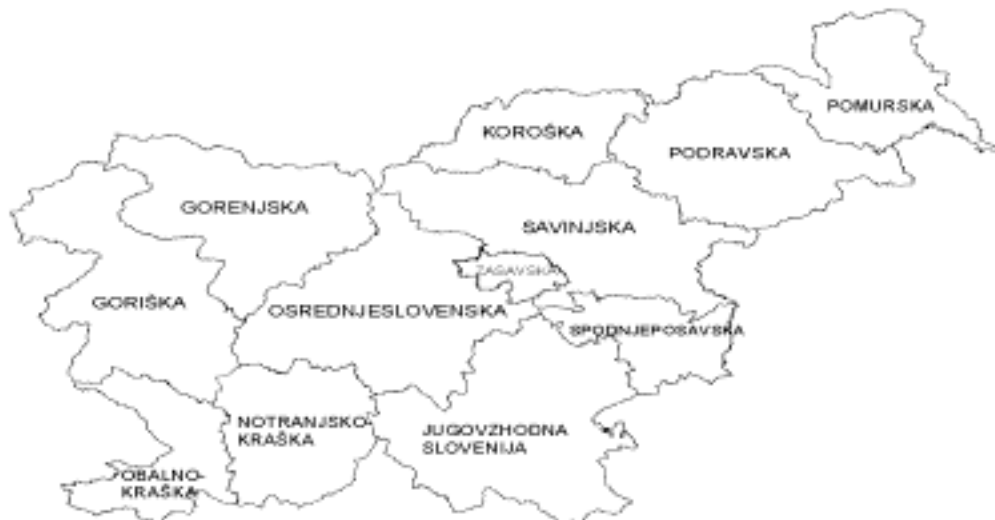 POMURSKA
KOROŠKA
PODRAVSKA
GORENJSKA
SAVINJSKA
ZASAVSKA
GORIŠKA
OSREDNJESLOVENSKA
SPODNJEPOSAVSKA
NOTRANJSKO-
KRAŠKA
JUGOVZHODNA
SLOVENIJA
OBALNO-
KRAŠKA